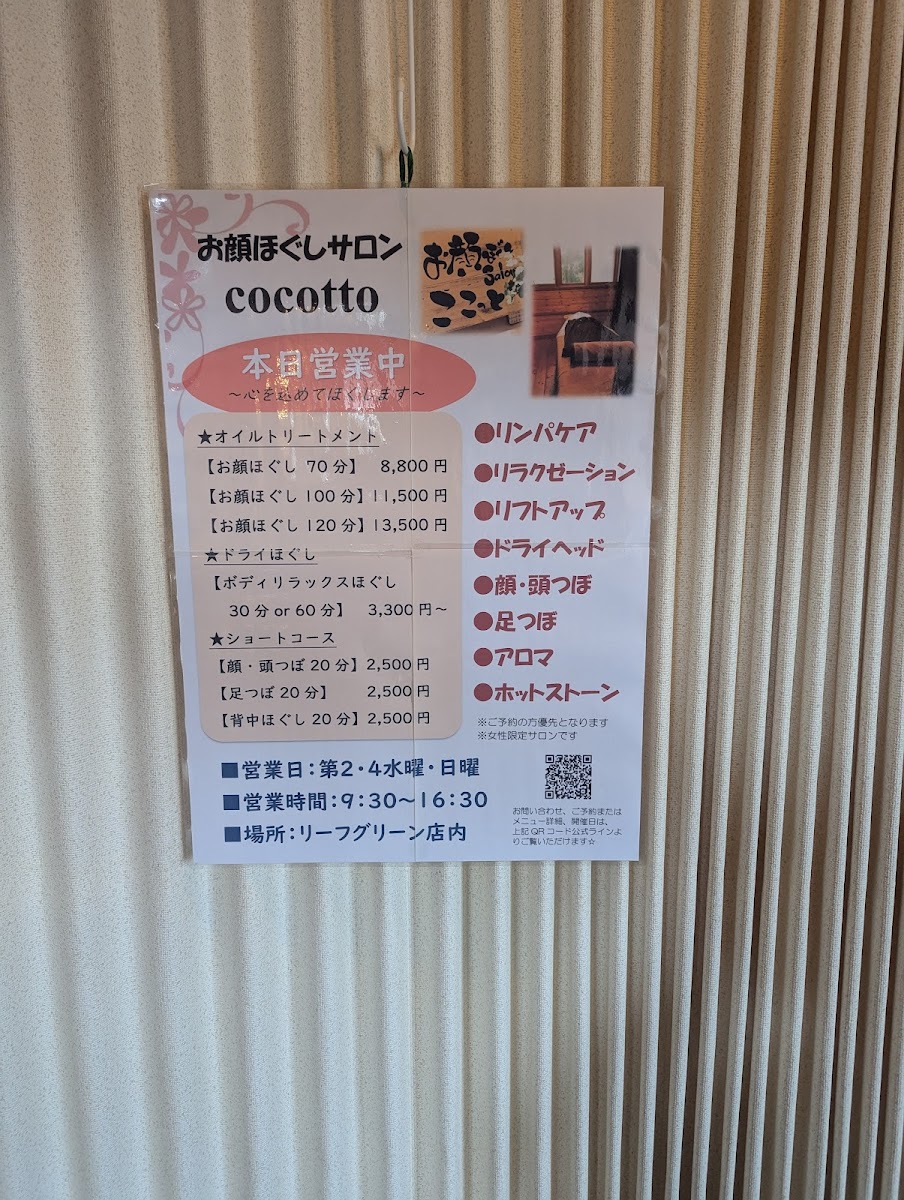 お顔ほぐしサロン
cocotto
お顔ほぐし
Salon
ここっと
本日営業中
～心を込めてほぐします～
★オイルトリートメント
【お顔ほぐし 70分】 8,800円
【お顔ほぐし 100分】11,500円
【お顔ほぐし 120分】13,500円
★ドライほぐし
【ボディリラックスほぐし
30分 or 60分】 3,300円～
★ショートコース
【顔・頭つぼ 20分】2,500円
【足つぼ 20分】 2,500円
【背中ほぐし 20分】2,500円
●リンパケア
●リラクゼーション
●リフトアップ
●ドライヘッド
●顔・頭つぼ
●足つぼ
●アロマ
●ホットストーン
※ご予約の方優先となります
※女性限定サロンです
■営業日：第2・4水曜・日曜
■営業時間：9：30～16：30
■場所：リーフグリーン店内
お問い合わせ、ご予約または
メニュー詳細、開催日は、
上記QRコード公式ラインよ
りご覧いただけます☆